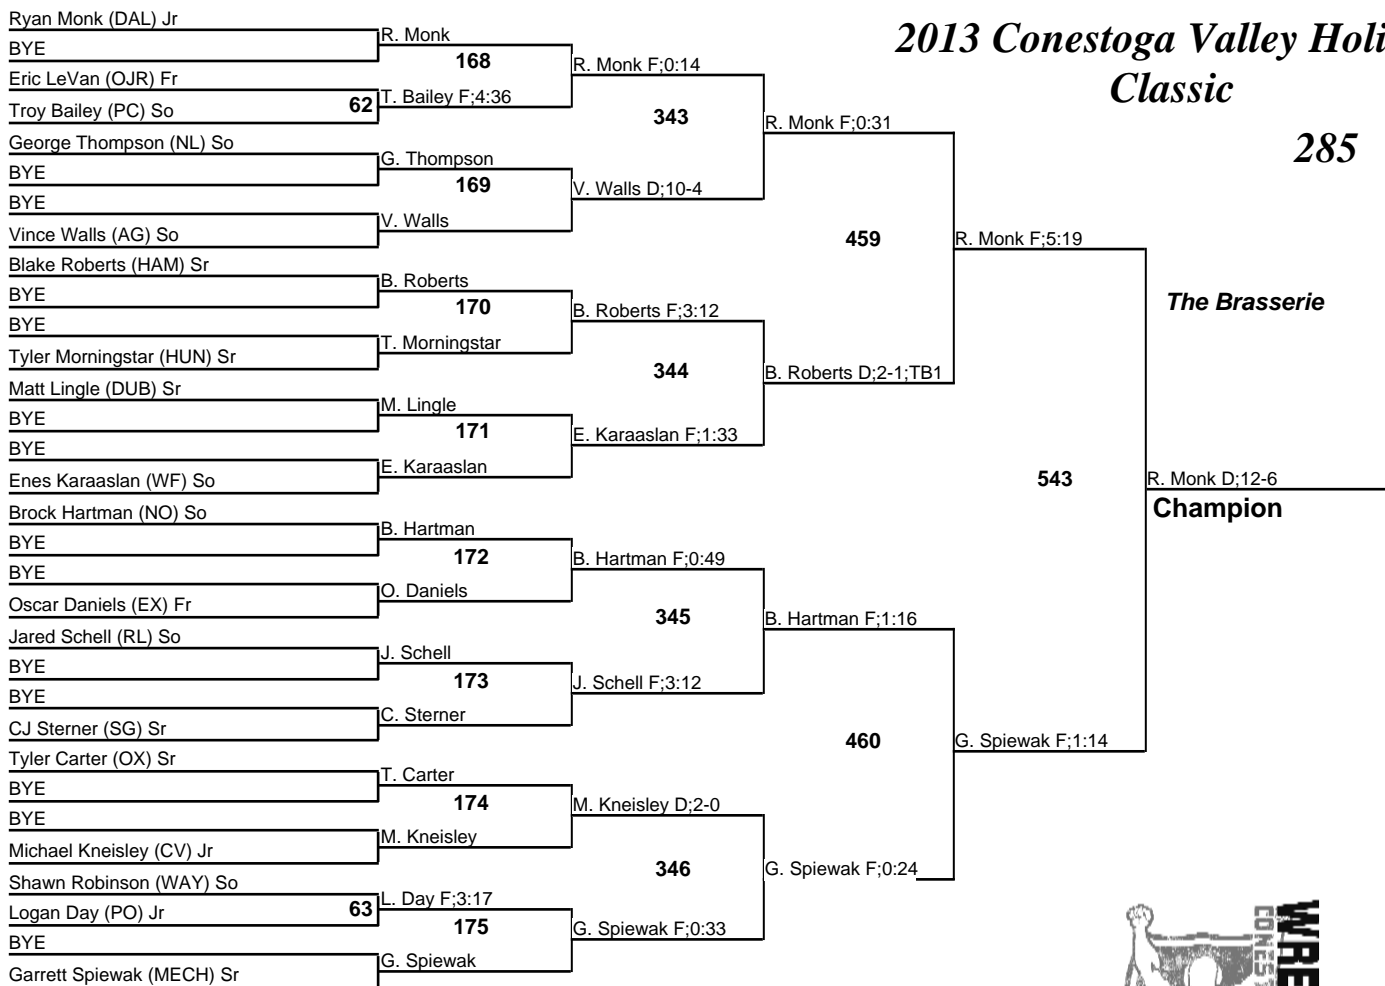 2013 Conestoga Valley Holi
Classic
285
Ryan Monk (DAL) Jr
BYE
Eric LeVan (OJR) Fr
Troy Bailey (PC) So
George Thompson (NL) So
BYE
BYE
Vince Walls (AG) So
Blake Roberts (HAM) Sr
BYE
BYE
Tyler Morningstar (HUN) Sr
Matt Lingle (DUB) Sr
BYE
BYE
Enes Karaaslan (WF) So
Brock Hartman (NO) So
BYE
BYE
Oscar Daniels (EX) Fr
Jared Schell (RL) So
BYE
BYE
CJ Sterner (SG) Sr
Tyler Carter (OX) Sr
BYE
BYE
Michael Kneisley (CV) Jr
Shawn Robinson (WAY) So
Logan Day (PO) Jr
BYE
Garrett Spiewak (MECH) Sr
62
63
R. Monk
168
T. Bailey F;4:36
G. Thompson
169
V. Walls
B. Roberts
170
T. Morningstar
M. Lingle
171
E. Karaaslan
B. Hartman
172
O. Daniels
J. Schell
173
C. Sterner
T. Carter
174
M. Kneisley
L. Day F;3:17
175
G. Spiewak
R. Monk F;0:14
343
V. Walls D;10-4
B. Roberts F;3:12
344
E. Karaaslan F;1:33
B. Hartman F;0:49
345
J. Schell F;3:12
M. Kneisley D;2-0
346
G. Spiewak F;0:33
R. Monk F;0:31
459
B. Roberts D;2-1;TB1
B. Hartman F;1:16
460
G. Spiewak F;0:24
R. Monk F;5:19
543
G. Spiewak F;1:14
The Brasserie
R. Monk D;12-6
Champion
WRE
CONEST